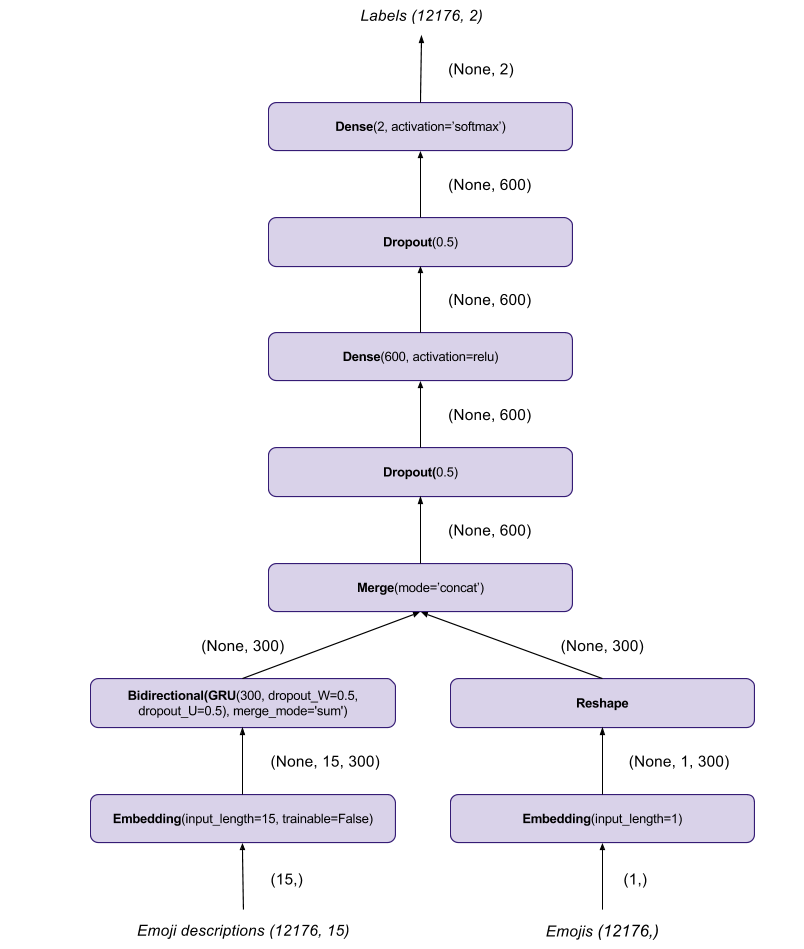 Labels (12176, 2)
(None, 2)
Dense(2, activation='softmax')
(None, 600)
Dropout(0.5)
(None, 600)
Dense(600, activation=relu)
(None, 600)
Dropout(0.5)
(None, 600)
Merge(mode='concat')
(None, 300)
(None, 300)
Bidirectional(GRU(300, dropout_W=0.5,
dropout_U=0.5), merge_mode='sum')
Reshape
(None, 15, 300)
(None, 1, 300)
Embedding(input_length=15, trainable=False)
Embedding(input_length=1)
(15,)
(1,)
Emoji descriptions (12176, 15)
Emojis (12176,)